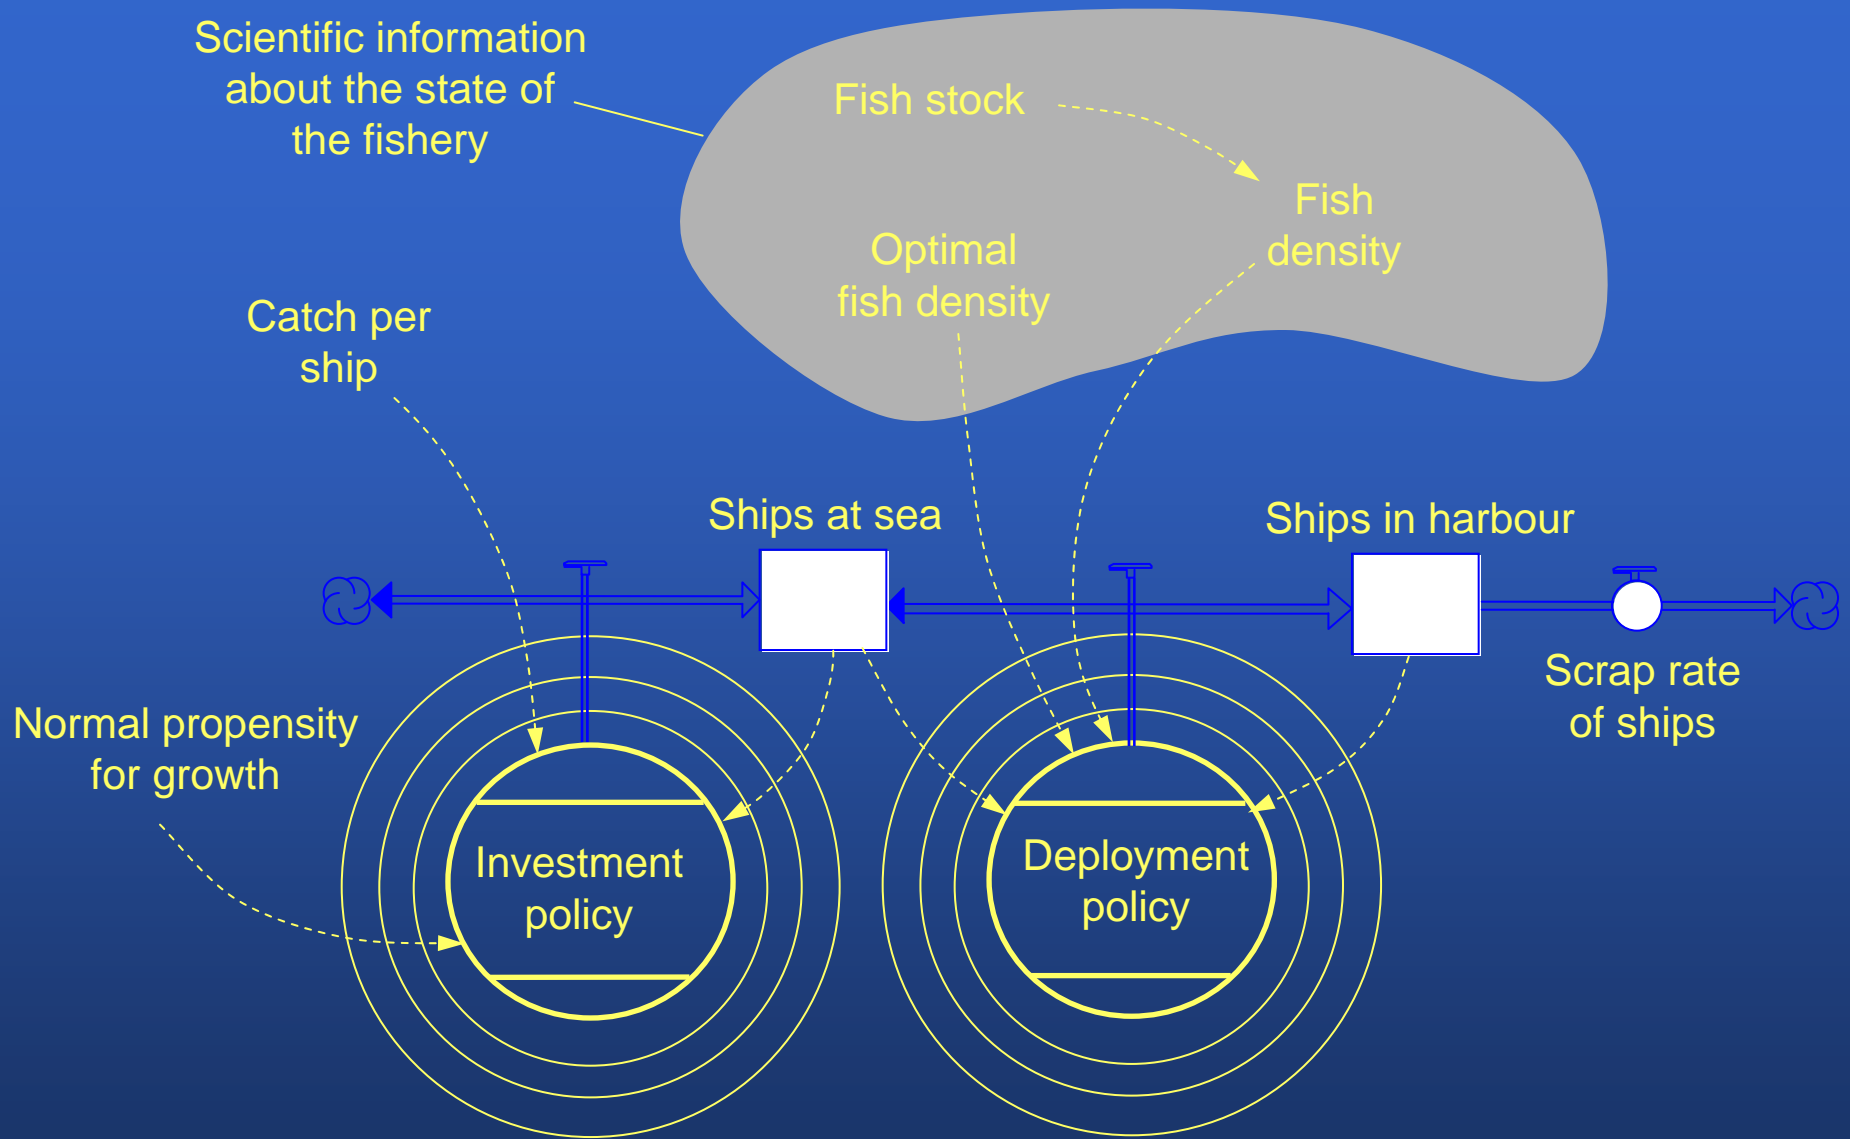 Scientific information
about the state of
the fishery
Fish stock
Fish
density
Optimal
fish density
Catch per
ship
Ships at sea
Ships in harbour
Scrap rate
of ships
Normal propensity
for growth
Investment
policy
Deployment
policy